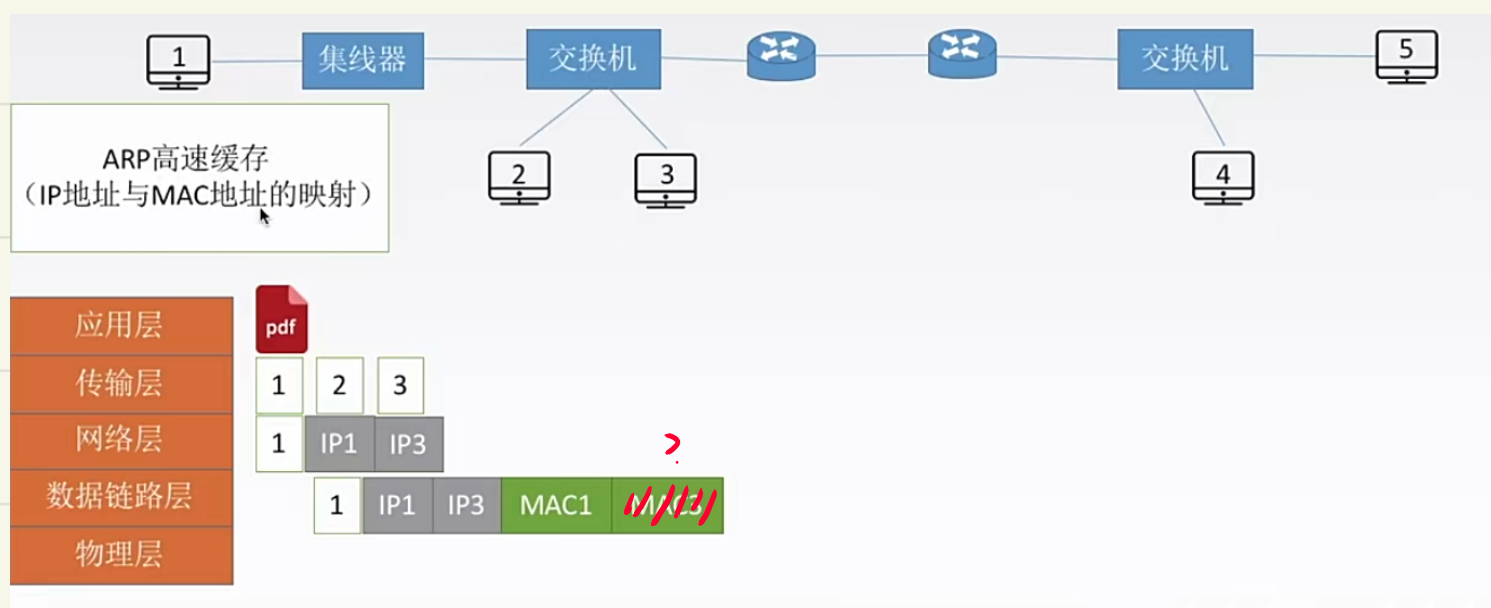 1 集线器 交换机 交换机 5
ARP高速缓存
（IP地址与MAC地址的映射）
2 3 4
应用层 pdf
传输层 1 2 3
网络层 1 IP1 IP3 ?
数据链路层 1 IP1 IP3 MAC1 MAC3
物理层